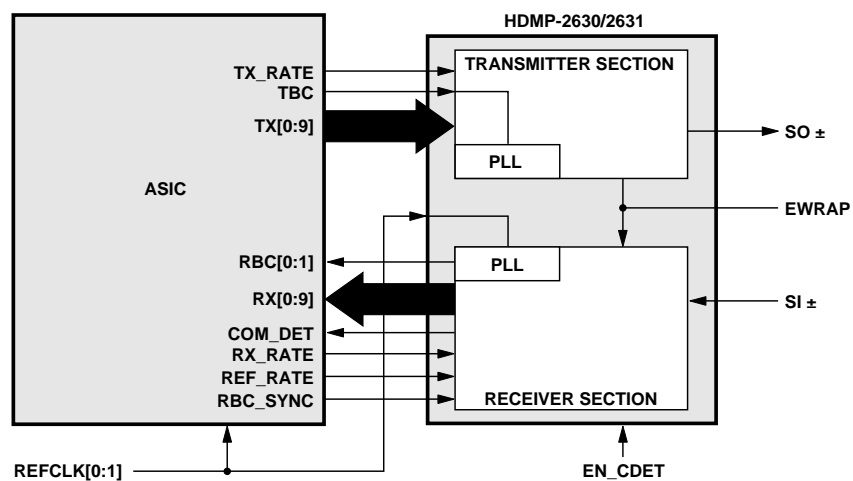 HDMP-2630/2631
TX_RATE
TRANSMITTER SECTION
TBC
TX[0:9]
SO ±
PLL
ASIC
EWRAP
RBC[0:1]
PLL
RX[0:9]
SI ±
COM_DET
RX_RATE
REF_RATE
RBC_SYNC
RECEIVER SECTION
REFCLK[0:1]
EN_CDET